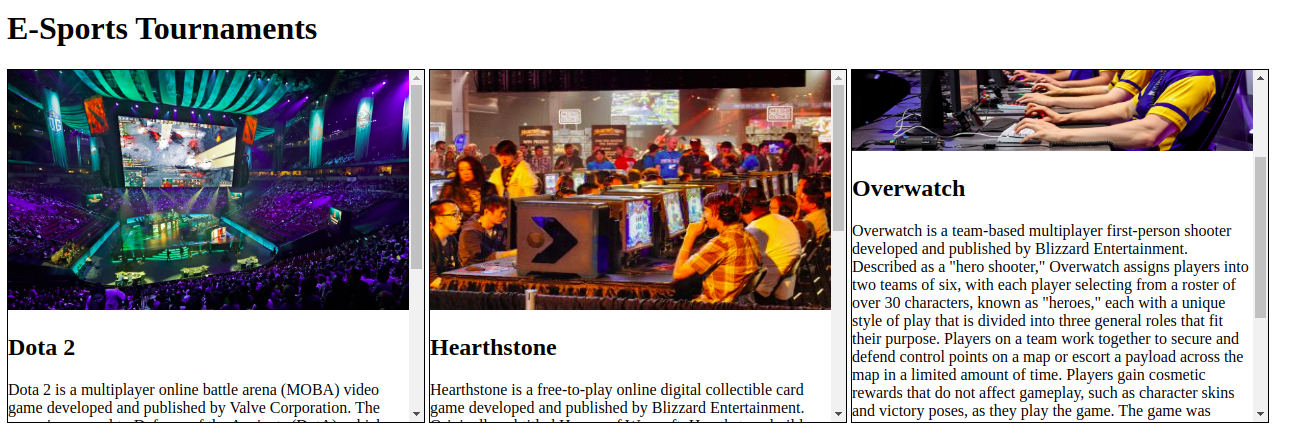 E-Sports Tournaments
Dota 2
Dota 2 is a multiplayer online battle arena (MOBA) video
game developed and published by Valve Corporation. The
Hearthstone
Hearthstone is a free-to-play online digital collectible card
game developed and published by Blizzard Entertainment.
Overwatch
Overwatch is a team-based multiplayer first-person shooter
developed and published by Blizzard Entertainment.
Described as a "hero shooter," Overwatch assigns players into
two teams of six, with each player selecting from a roster of
over 30 characters, known as "heroes," each with a unique
style of play that is divided into three general roles that fit
their purpose. Players on a team work together to secure and
defend control points on a map or escort a payload across the
map in a limited amount of time. Players gain cosmetic
rewards that do not affect gameplay, such as character skins
and victory poses, as they play the game. The game was